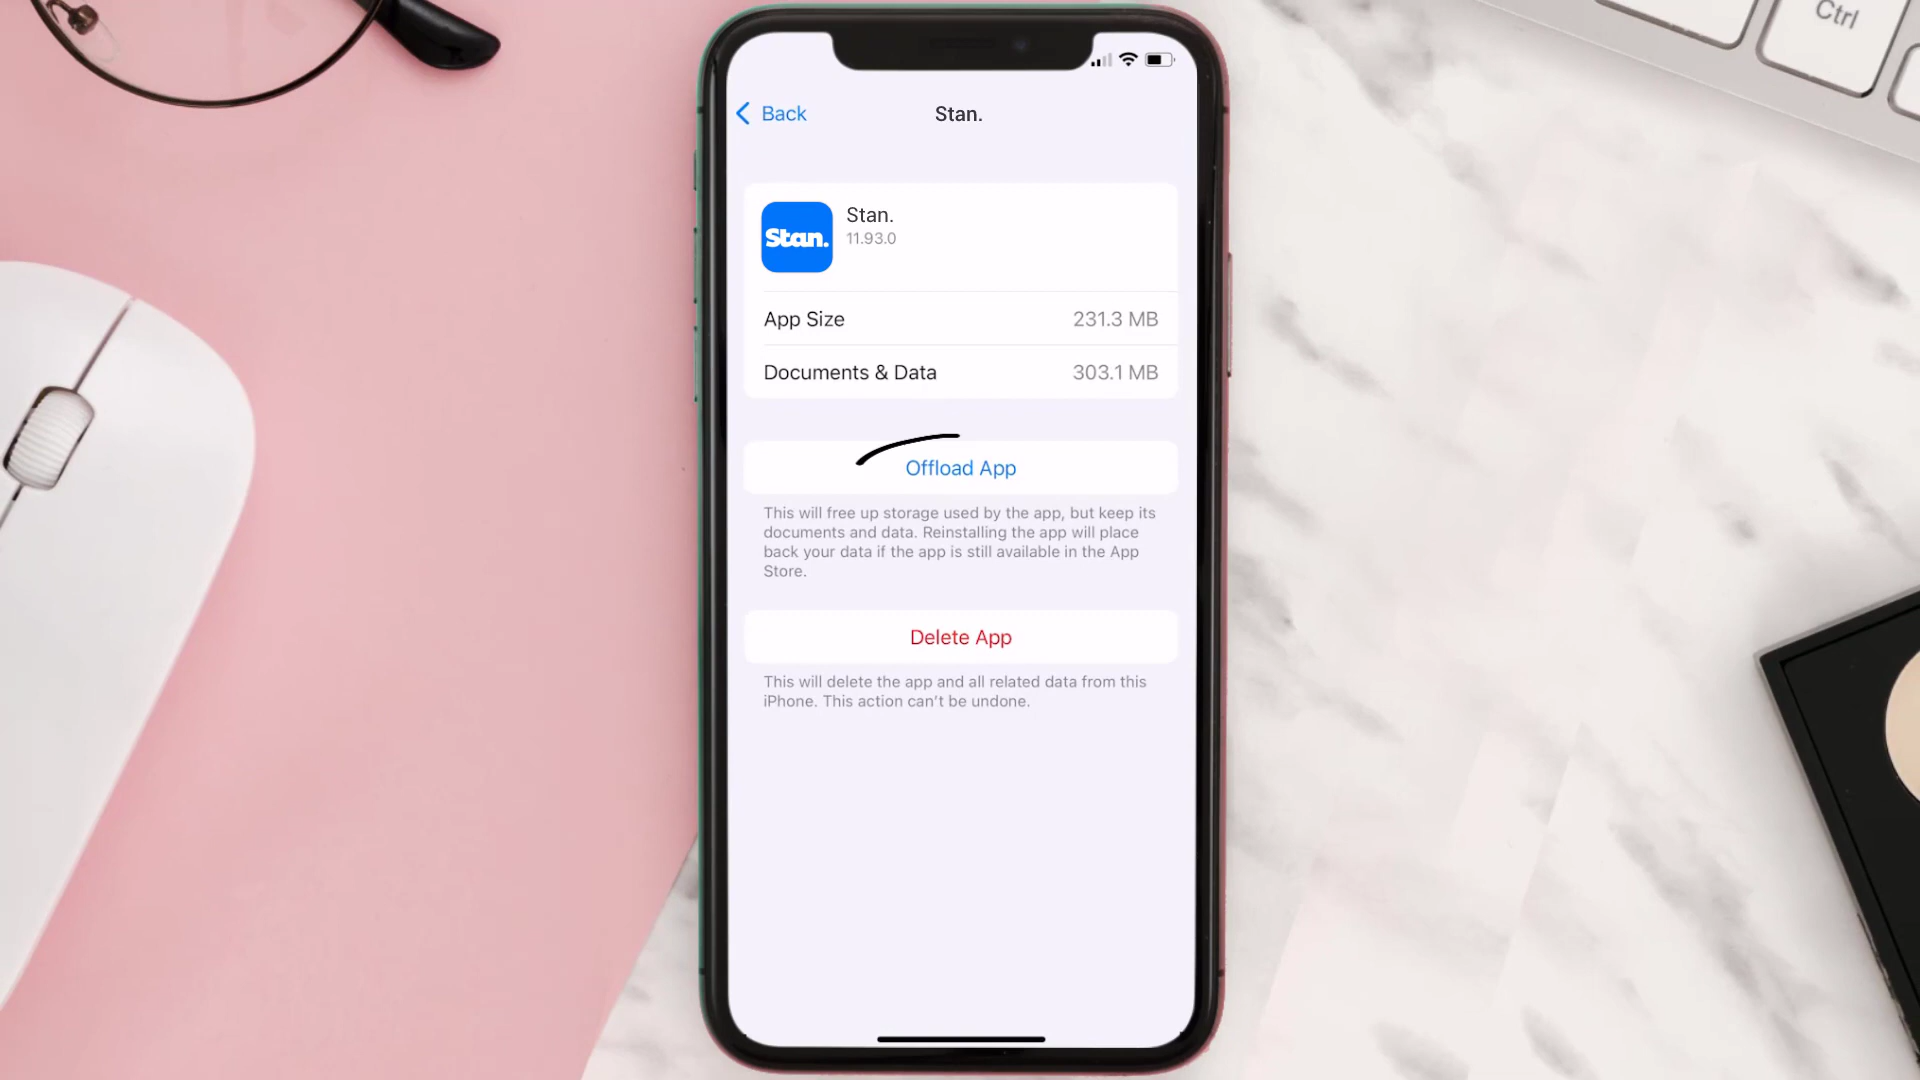 Ctrl
Back
Stan.
Stan.
Stan.
11.93.0
App Size
231.3 MB
Documents & Data
303.1 MB
Offload App
This will free up storage used by the app, but keep its
documents and data. Reinstalling the app will place
back your data if the app is still available in the App
Store.
Delete App
This will delete the app and all related data from this
iPhone. This action can't be undone.